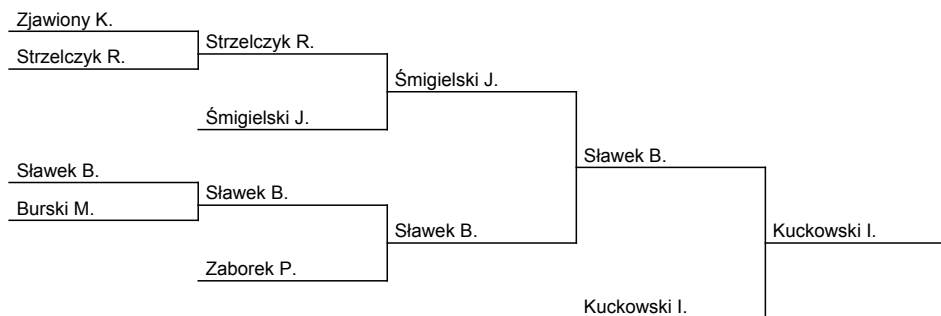 Zjawiony K.
Strzelczyk R.
Strzelczyk R.
Śmigielski J.
Śmigielski J.
Sławek B.
Sławek B.
Sławek B.
Burski M.
Sławek B.
Kuckowski I.
Zaborek P.
Kuckowski I.